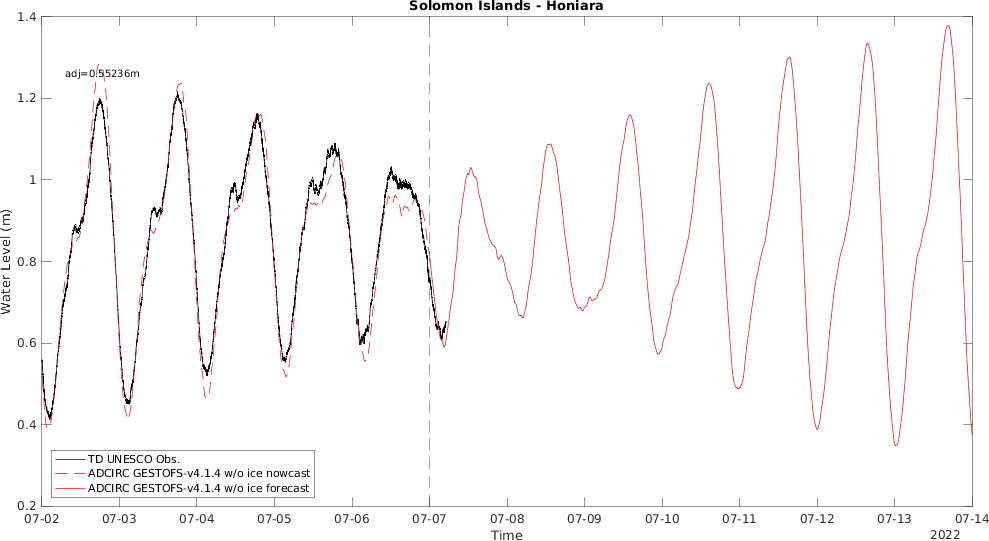 Solomon Islands - Honiara
1.4
adj=0.55236m
1.2
1
0.8
0.6
0.4
0.2
Water Level (m)
TD UNESCO Obs.
ADCIRC GESTOFS-v4.1.4 w/o ice nowcast
ADCIRC GESTOFS-v4.1.4 w/o ice forecast
07-02 07-03 07-04 07-05 07-06 07-07 07-08 07-09 07-10 07-11 07-12 07-13 07-14
Time
2022